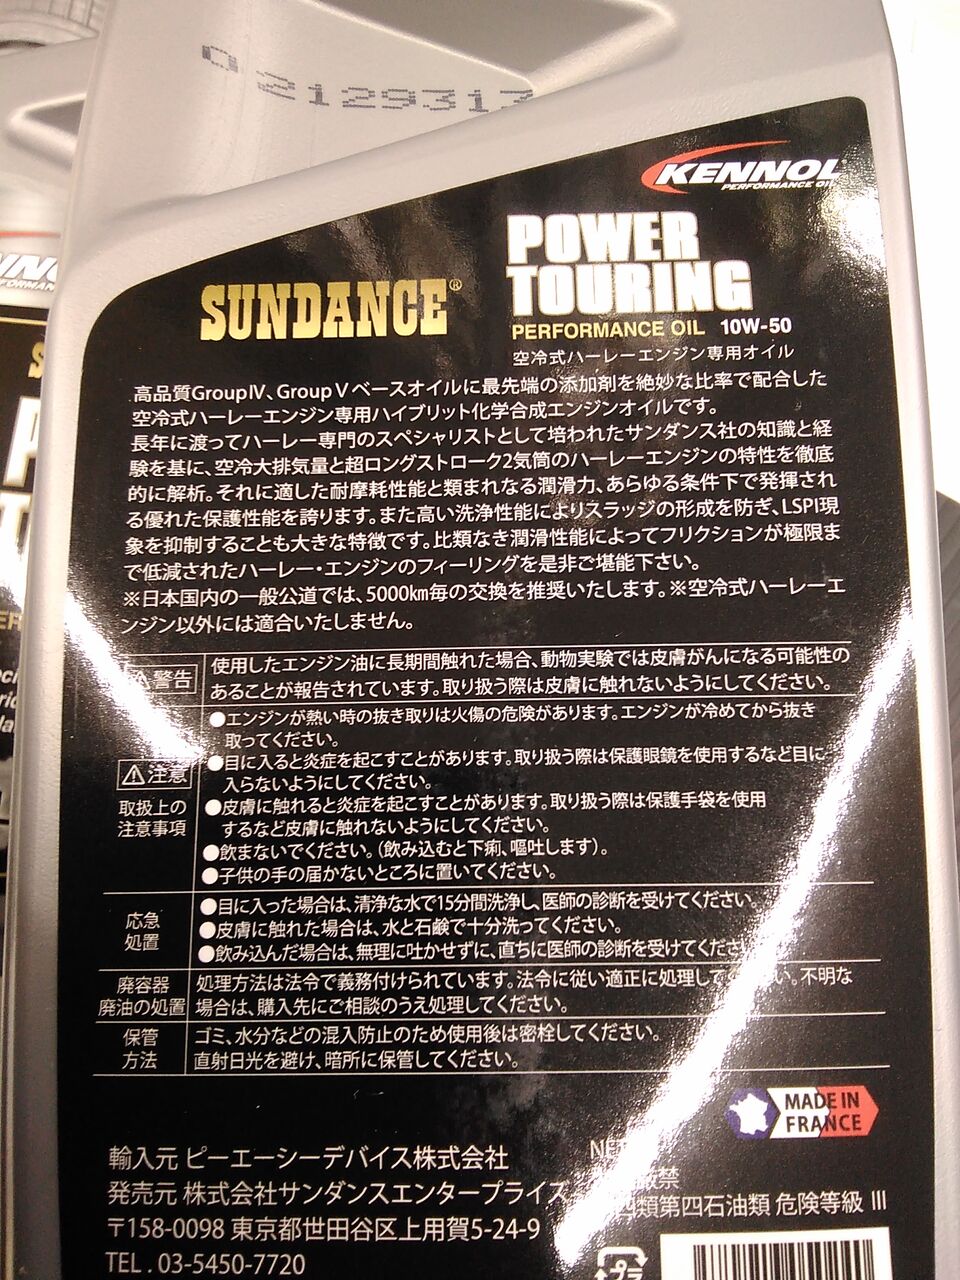 02129317
KENNOL
PERFORMANCE OIL
POWER
TOURING
SUNDANCE®
PERFORMANCE OIL 10W-50
空冷式ハーレーエンジン専用オイル
高品質GroupⅣ、GroupⅤベースオイルに最先端の添加剤を絶妙な比率で配合した
空冷式ハーレーエンジン専用ハイブリット化学合成エンジンオイルです。
長年に渡ってハーレー専門のスペシャリストとして培われたサンダンス社の知識と経
験を基に、空冷大排気量と超ロングストローク2気筒のハーレーエンジンの特性を徹底
的に解析。それに適した耐摩耗性能と類まれなる潤滑力、あらゆる条件下で発揮され
る優れた保護性能を誇ります。また高い洗浄性能によりスラッジの形成を防ぎ、LSPI現
象を抑制することも大きな特徴です。比類なき潤滑性能によってフリクションが極限ま
で低減されたハーレー・エンジンのフィーリングを是非ご堪能下さい。
※日本国内の一般公道では、5000km毎の交換を推奨いたします。※空冷式ハーレーエ
ンジン以外には適合いたしません。
警告
使用したエンジン油に長期間触れた場合、動物実験では皮膚がんになる可能性の
あることが報告されています。取り扱う際は皮膚に触れないようにしてください。
⚠注意
取扱上の
注意事項
●エンジンが熱い時の抜き取りは火傷の危険があります。エンジンが冷めてから抜き
取ってください。
●目に入ると炎症を起こすことがあります。取り扱う際は保護眼鏡を使用するなど目に
入らないようにしてください。
●皮膚に触れると炎症を起こすことがあります。取り扱う際は保護手袋を使用
するなど皮膚に触れないようにしてください。
●飲まないでください。（飲み込むと下痢、嘔吐します）。
●子供の手の届かないところに置いてください。
応急
処置
●目に入った場合は、清浄な水で15分間洗浄し、医師の診断を受けてください。
●皮膚に触れた場合は、水と石鹸で十分洗ってください。
●飲み込んだ場合は、無理に吐かせずに、直ちに医師の診断を受けてくださ
廃容器
廃油の処置
処理方法は法令で義務付けられています。法令に従い適正に処理してください。不明な
場合は、購入先にご相談のうえ処理してください。
保管
方法
ゴミ、水分などの混入防止のため使用後は密栓してください。
直射日光を避け、暗所に保管してください。
MADE IN
FRANCE
輸入元 ピーエーシーデバイス株式会社
発売元 株式会社サンダンスエンタープライズ
〒158-0098 東京都世田谷区上用賀5-24-9
TEL . 03-5450-7720
厳禁
類第四石油類 危険等級 Ⅲ
プラ